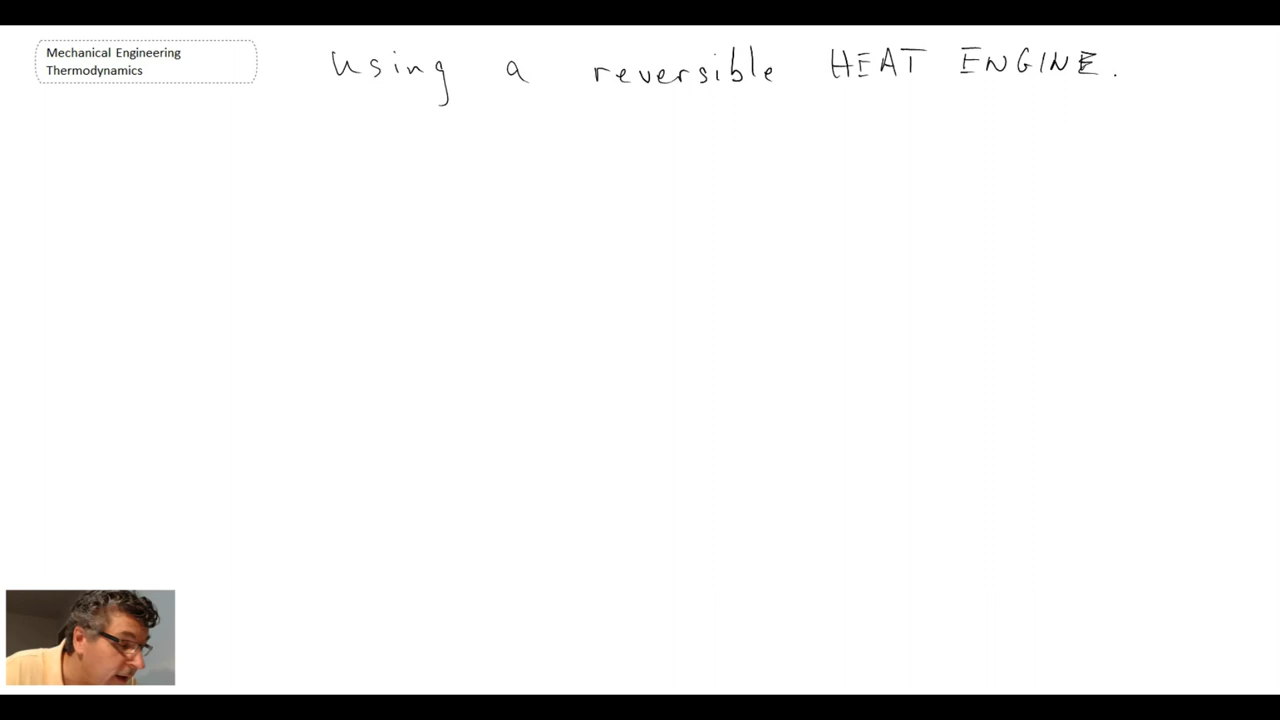 Mechanical Engineering
Thermodynamics
using a reversible HEAT ENGINE.